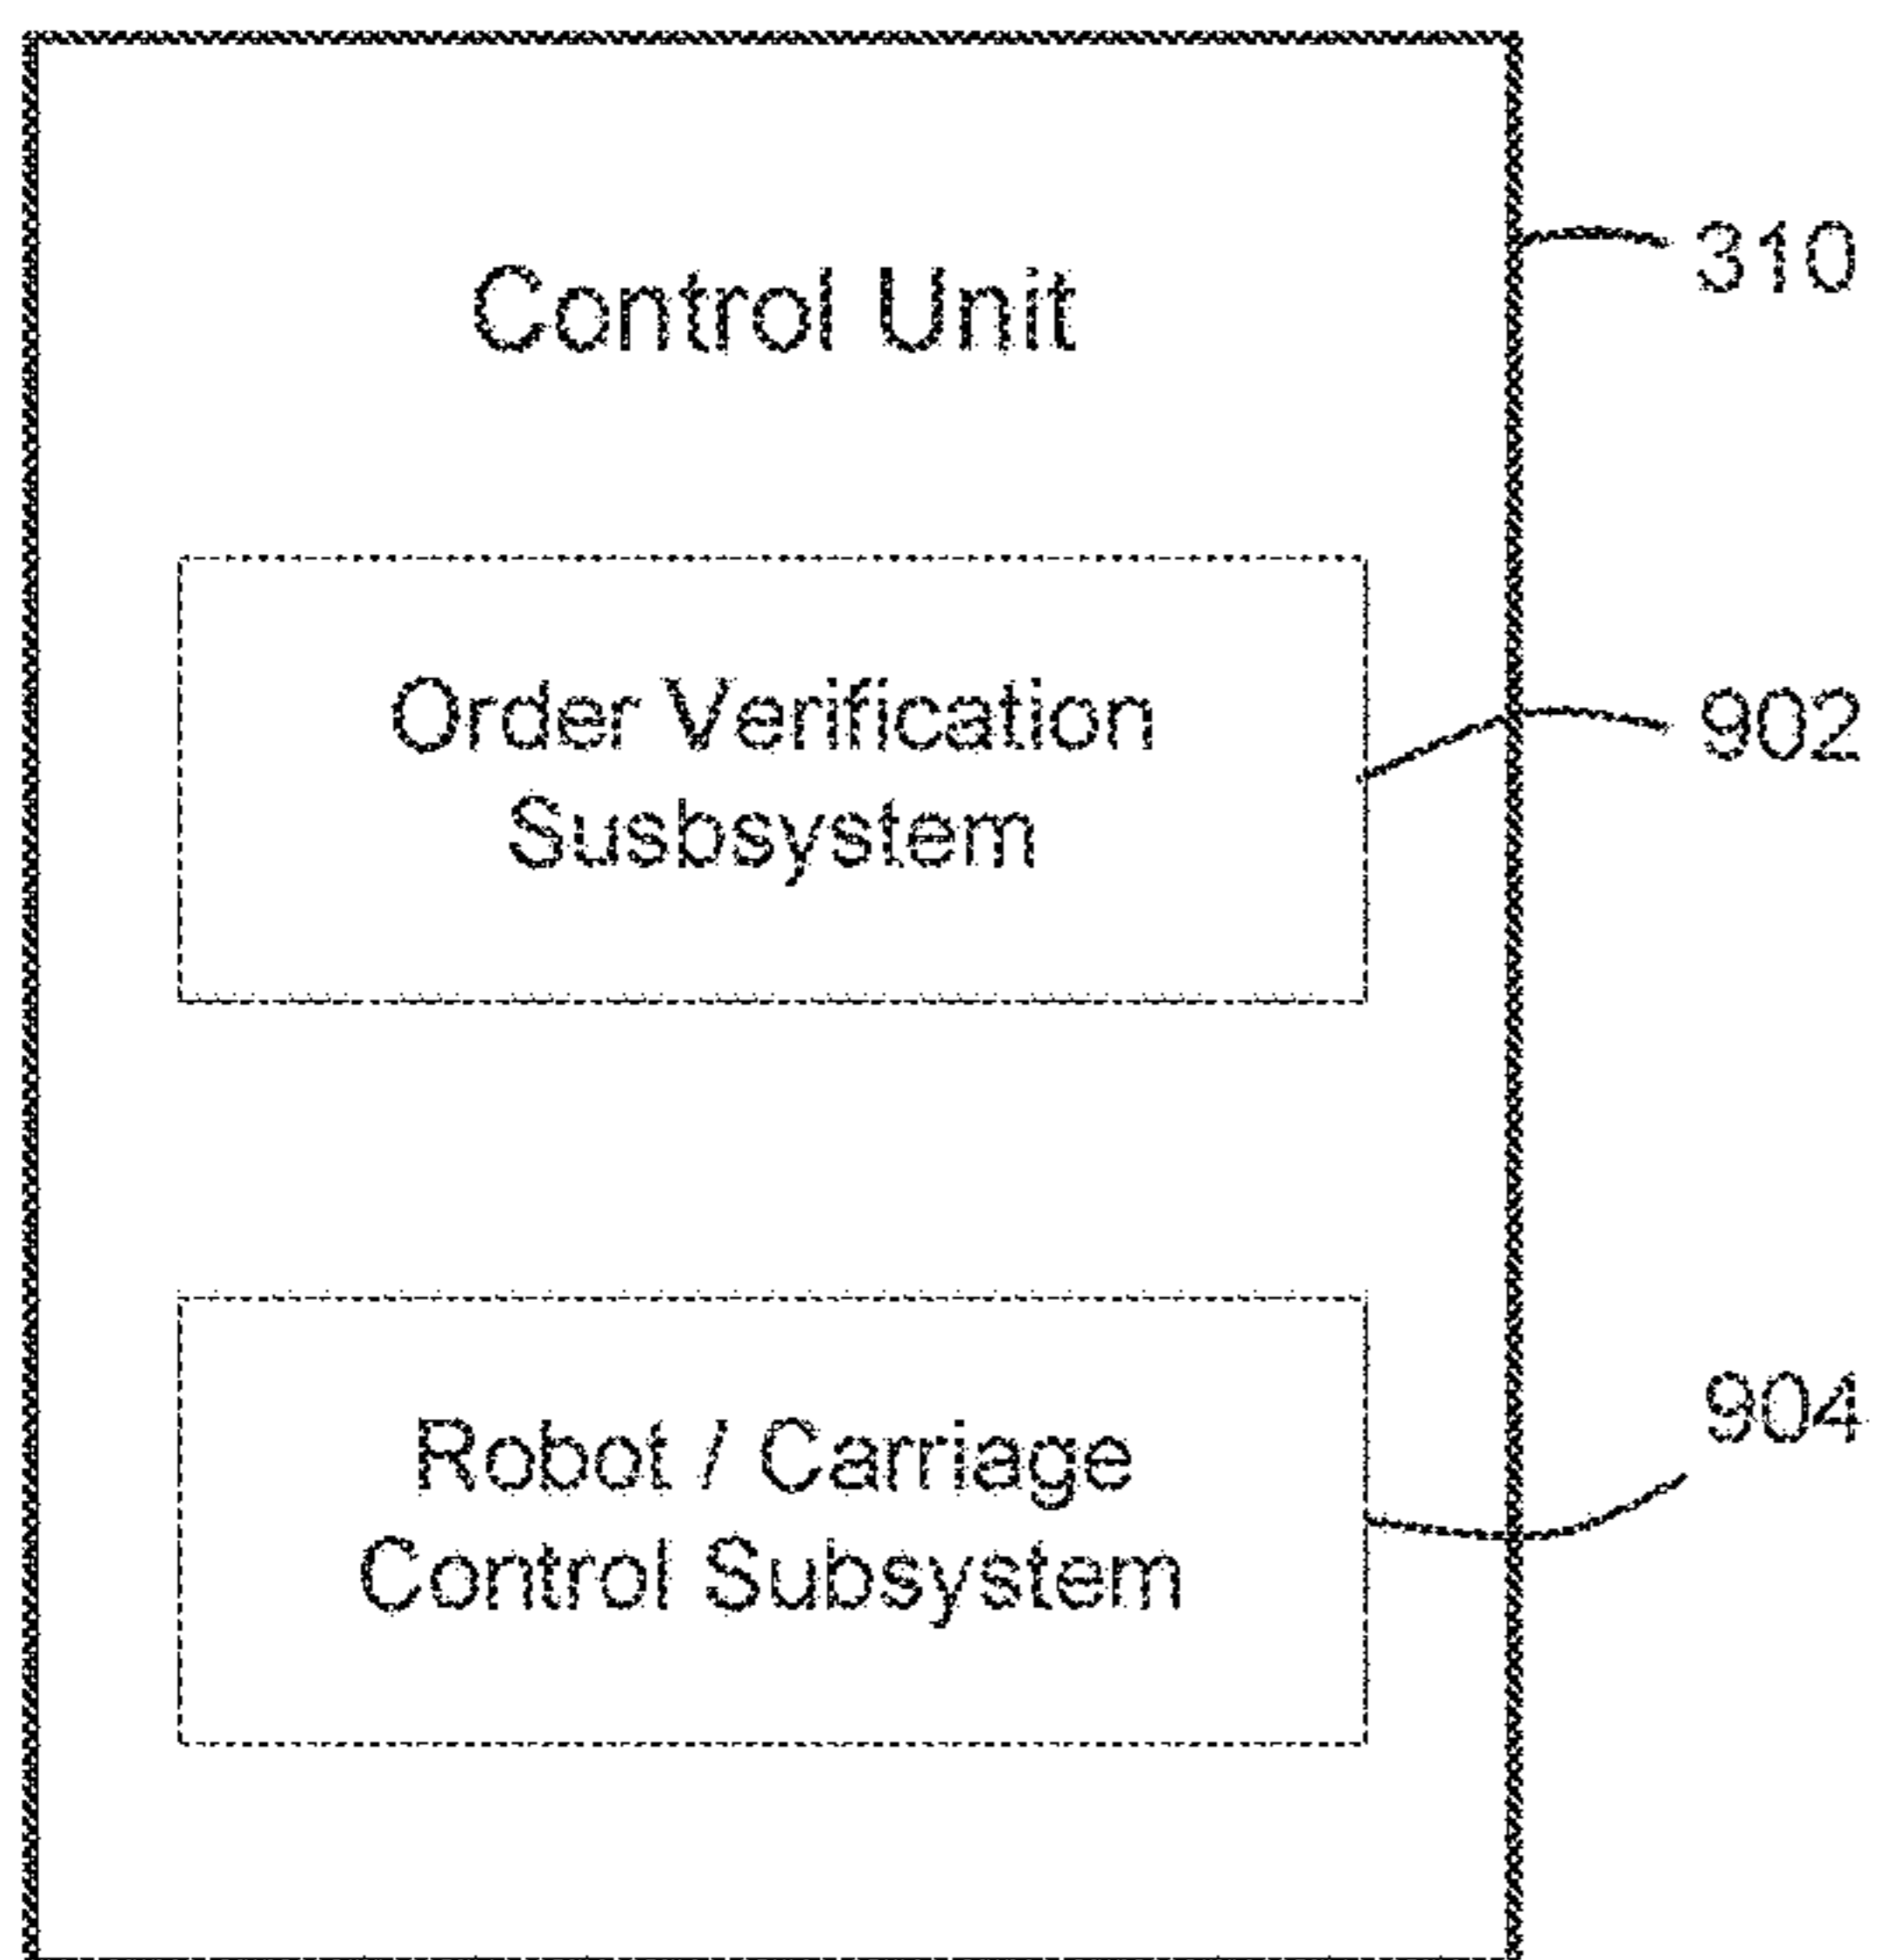 Control Unit
310
Order Verification
Susbsystem
902
Robot / Carriage
Control Subsystem
904